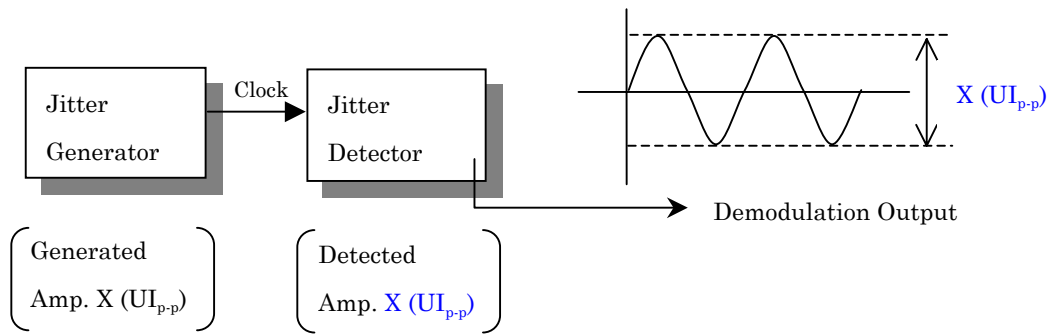 Jitter
Generator
Clock
Jitter
Detector
X (UIp-p)
Demodulation Output
Generated
Amp. X (UIp-p)
Detected
Amp. X (UIp-p)